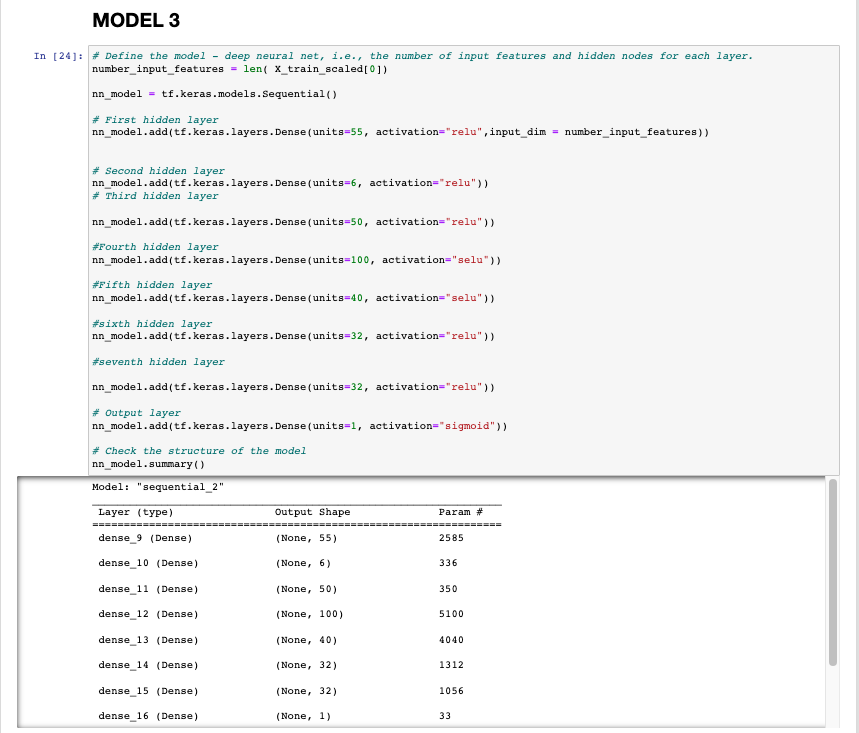 MODEL 3
In [24]: # Define the model - deep neural net, i.e., the number of input features and hidden nodes for each layer.
number_input_features = len( X_train_scaled[0])
nn_model = tf.keras.models.Sequential()
# First hidden layer
nn_model.add(tf.keras.layers.Dense(units=55, activation="relu",input_dim = number_input_features))
# Second hidden layer
nn_model.add(tf.keras.layers.Dense(units=6, activation="relu"))
# Third hidden layer
nn_model.add(tf.keras.layers.Dense(units=50, activation="relu"))
#Fourth hidden layer
nn_model.add(tf.keras.layers.Dense(units=100, activation="selu"))
#Fifth hidden layer
nn_model.add(tf.keras.layers.Dense(units=40, activation="selu"))
#sixth hidden layer
nn_model.add(tf.keras.layers.Dense(units=32, activation="relu"))
#seventh hidden layer
nn_model.add(tf.keras.layers.Dense(units=32, activation="relu"))
# Output layer
nn_model.add(tf.keras.layers.Dense(units=1, activation="sigmoid"))
# Check the structure of the model
nn_model.summary()
Model: "sequential_2"
Layer (type) Output Shape Param #
dense_9 (Dense) (None, 55) 2585
dense_10 (Dense) (None, 6) 336
dense_11 (Dense) (None, 50) 350
dense_12 (Dense) (None, 100) 5100
dense_13 (Dense) (None, 40) 4040
dense_14 (Dense) (None, 32) 1312
dense_15 (Dense) (None, 32) 1056
dense_16 (Dense) (None, 1) 33